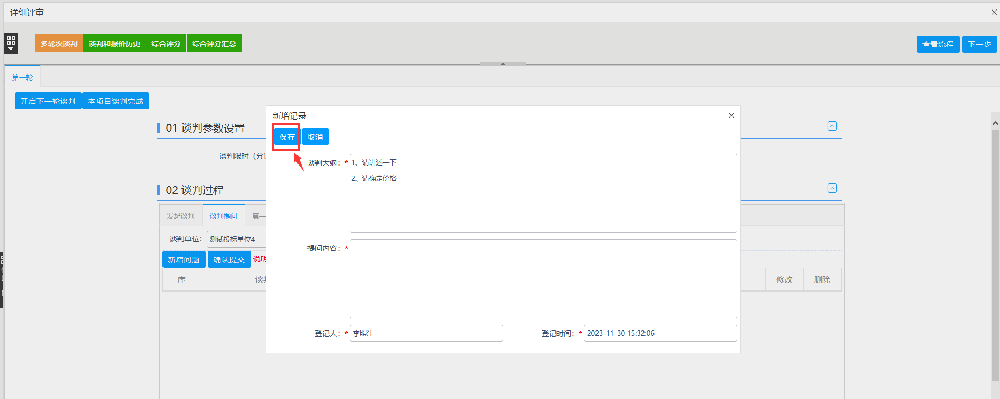 详细评审
多轮次谈判 谈判和报价历史 综合评分 综合评分汇总
查看流程 下一步
第一轮
开启下一轮谈判 本项目谈判完成
01 谈判参数设置
谈判限时（分
02 谈判过程
发起谈判 谈判提问 第一
谈判单位： 测试投标单位4
新增问题 确认提交 说明
序 谈判 修改 删除
新增记录
保存 取消
谈判大纲：* 1、请讲述一下
2、请确定价格
提问内容：*
登记人：* 李照江 登记时间：* 2023-11-30 15:32:06